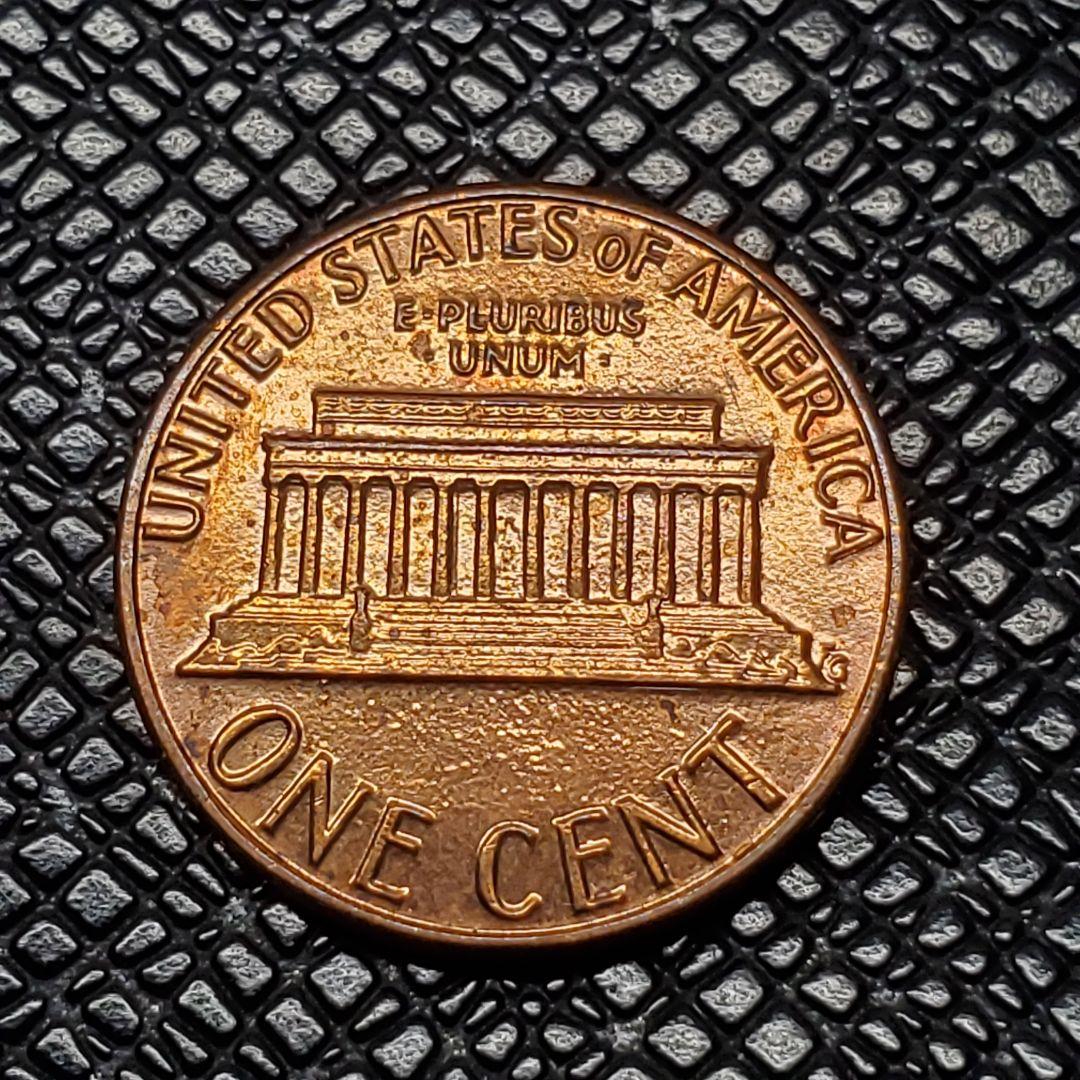 UNITED STATES OF AMERICA
E·PLURIBUS
·UNUM·
ONE CENT